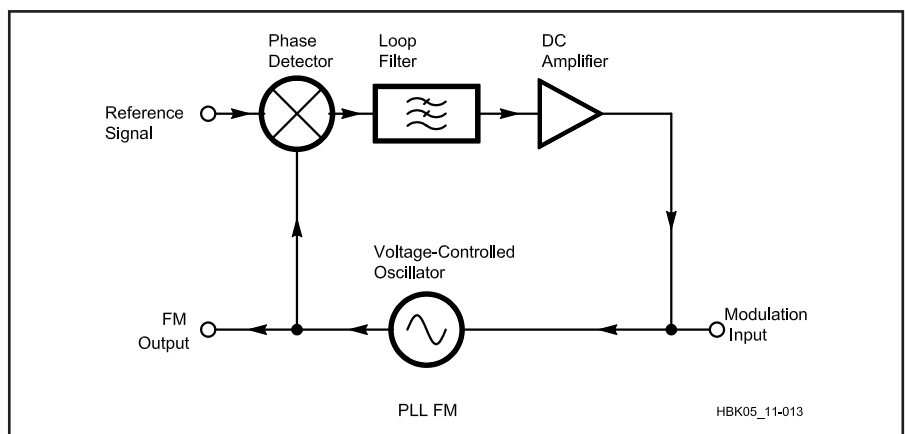 Phase
Detector
Loop
Filter
DC
Amplifier
Reference
Signal
Voltage-Controlled
Oscillator
FM
Output
Modulation
Input
PLL FM
HBK05_11-013